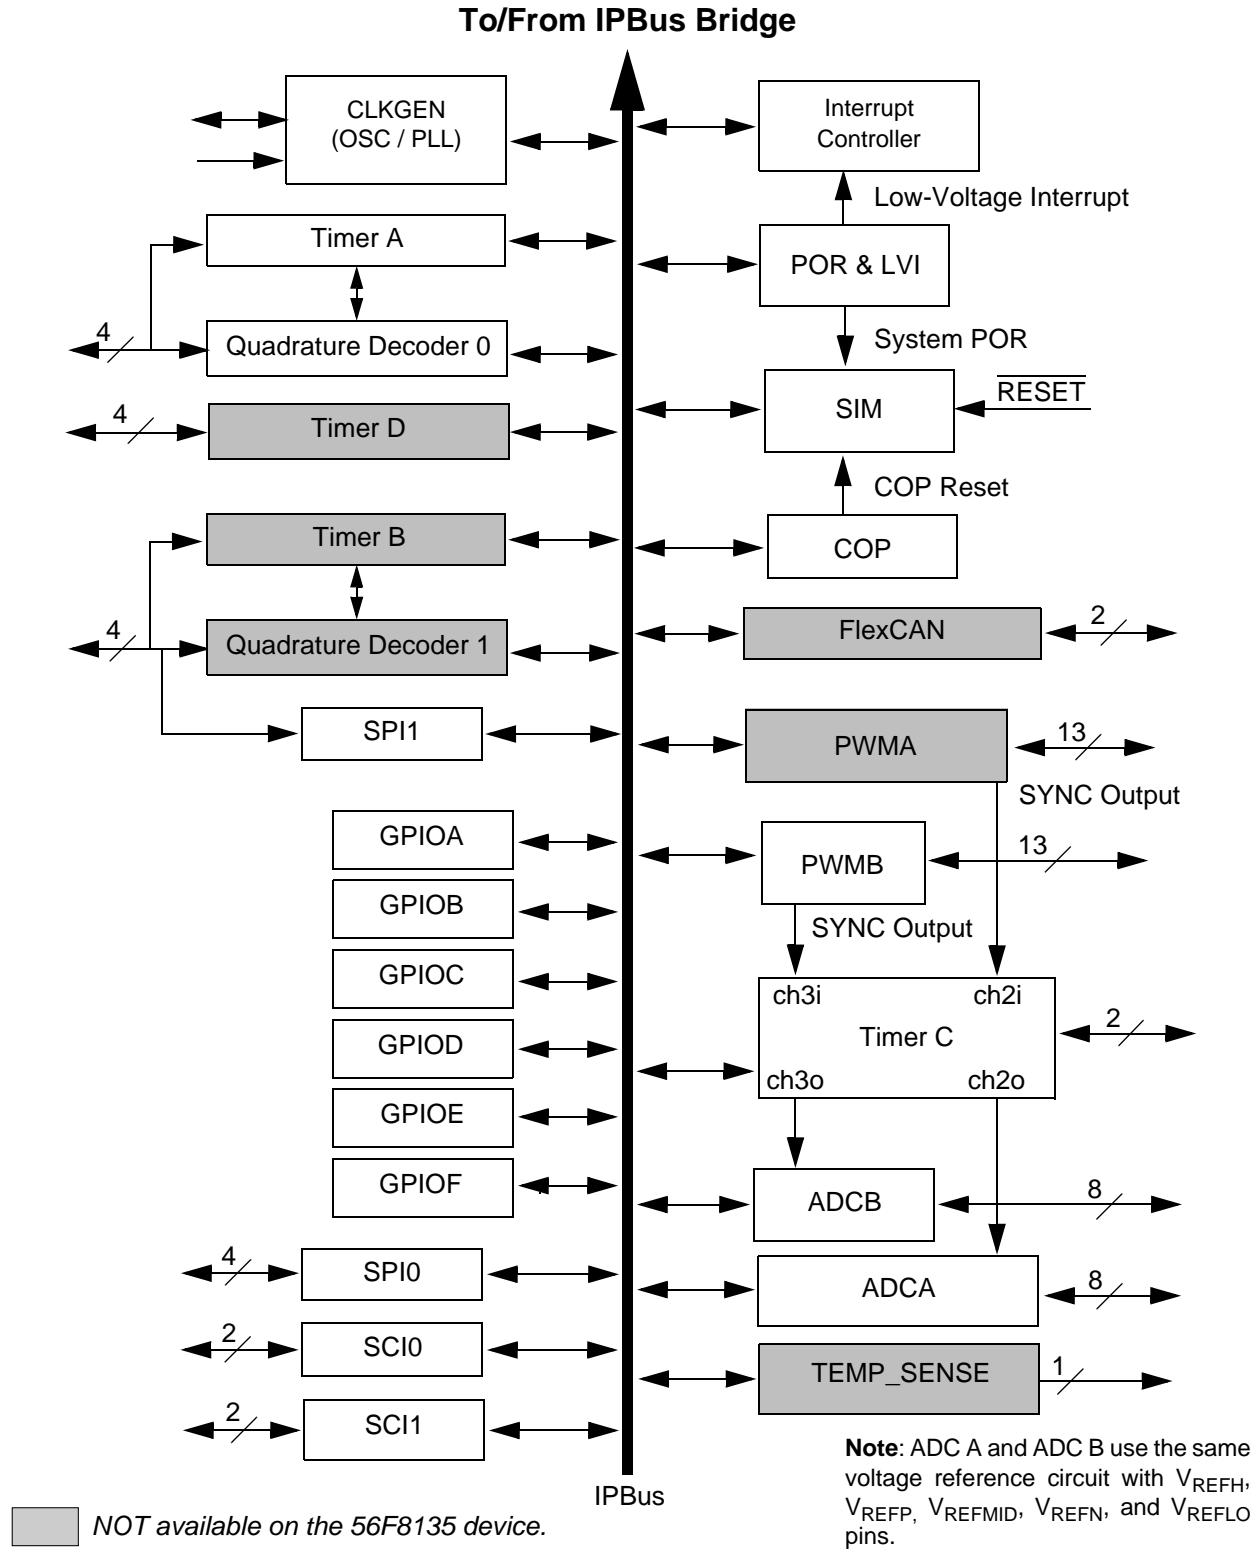 To/From IPBus Bridge
CLKGEN
(OSC / PLL)
Timer A
4
Quadrature Decoder 0
4
Timer D
Timer B
4
Quadrature Decoder 1
SPI1
GPIOA
GPIOB
GPIOC
GPIOD
GPIOE
GPIOF
4
SPI0
2
SCI0
2
SCI1
Interrupt
Controller
Low-Voltage Interrupt
POR & LVI
System POR
SIM
RESET
COP Reset
COP
FlexCAN
2
PWMA
13
SYNC Output
PWMB
13
SYNC Output
ch3i
ch2i
Timer C
2
ch3o
ch2o
ADCB
8
ADCA
8
TEMP_SENSE
1
IPBus
NOT available on the 56F8135 device.
Note: ADC A and ADC B use the same
voltage reference circuit with VREFH,
VREFP, VREFMID, VREFN, and VREFLO
pins.